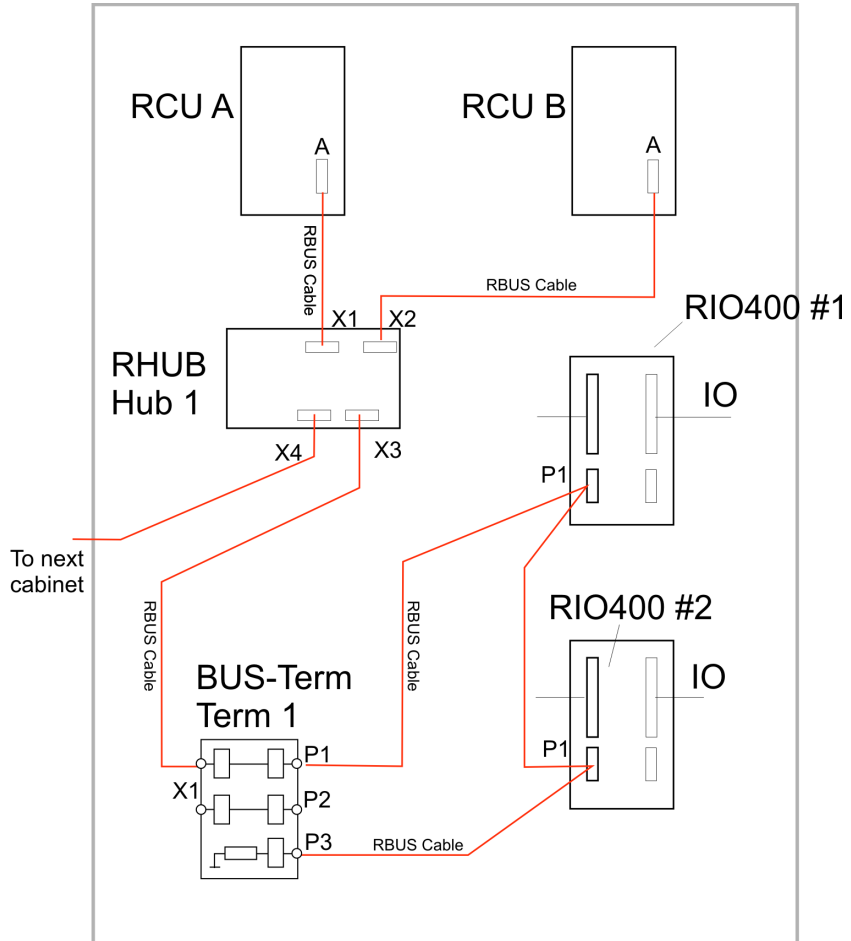 RCU A
A
RCU B
A
RBUS Cable
RBUS Cable
X1
X2
RHUB
Hub 1
X4
X3
RIO400 #1
IO
P1
To next
cabinet
RBUS Cable
RBUS Cable
RIO400 #2
IO
P1
BUS-Term
Term 1
X1
P1
P2
P3
RBUS Cable